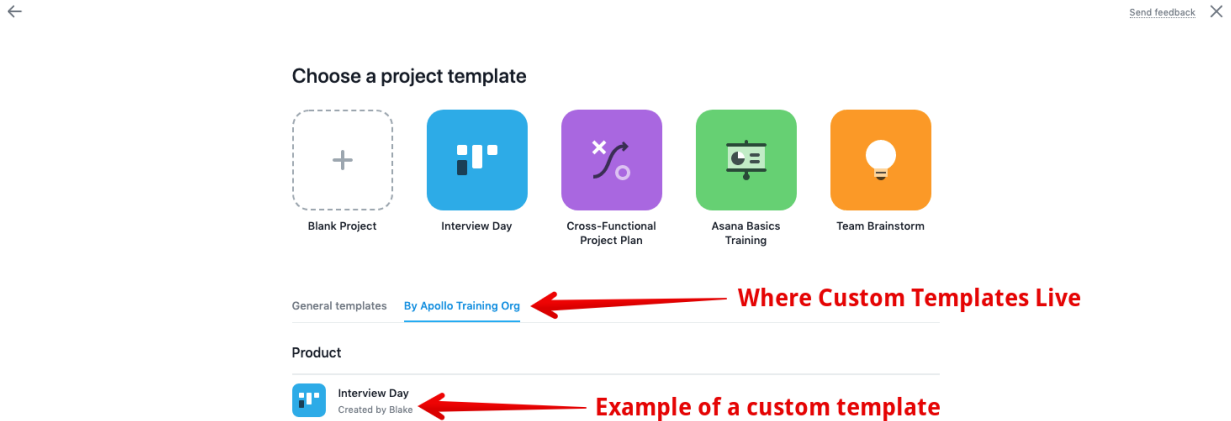 Send feedback
Choose a project template
Blank Project
Interview Day
Cross-Functional
Project Plan
Asana Basics
Training
Team Brainstorm
General templates
By Apollo Training Org
Where Custom Templates Live
Product
Interview Day
Created by Blake
Example of a custom template